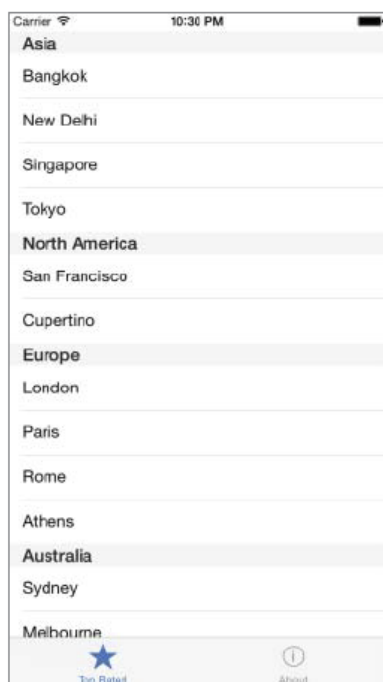 Carrier 10:30 PM
Asia
Bangkok
New Delhi
Singapore
Tokyo
North America
San Francisco
Cupertino
Europe
London
Paris
Rome
Athens
Australia
Sydney
Melbourne
Top Rated About